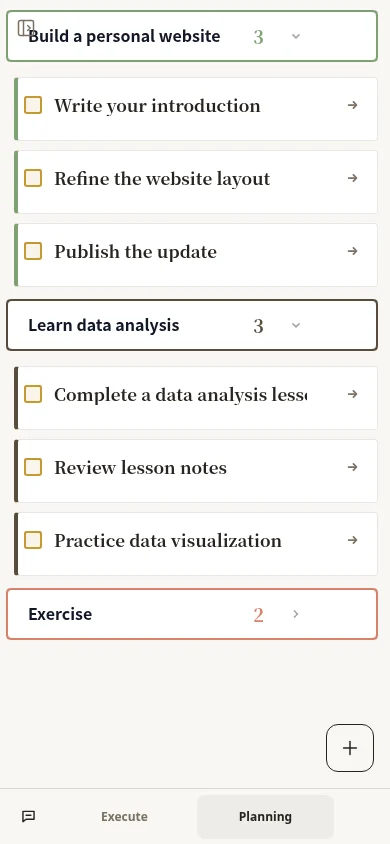 Build a personal website 3
Write your introduction
Refine the website layout
Publish the update
Learn data analysis 3
Complete a data analysis
Review lesson notes
Practice data visualization
Exercise 2
Execute
Planning